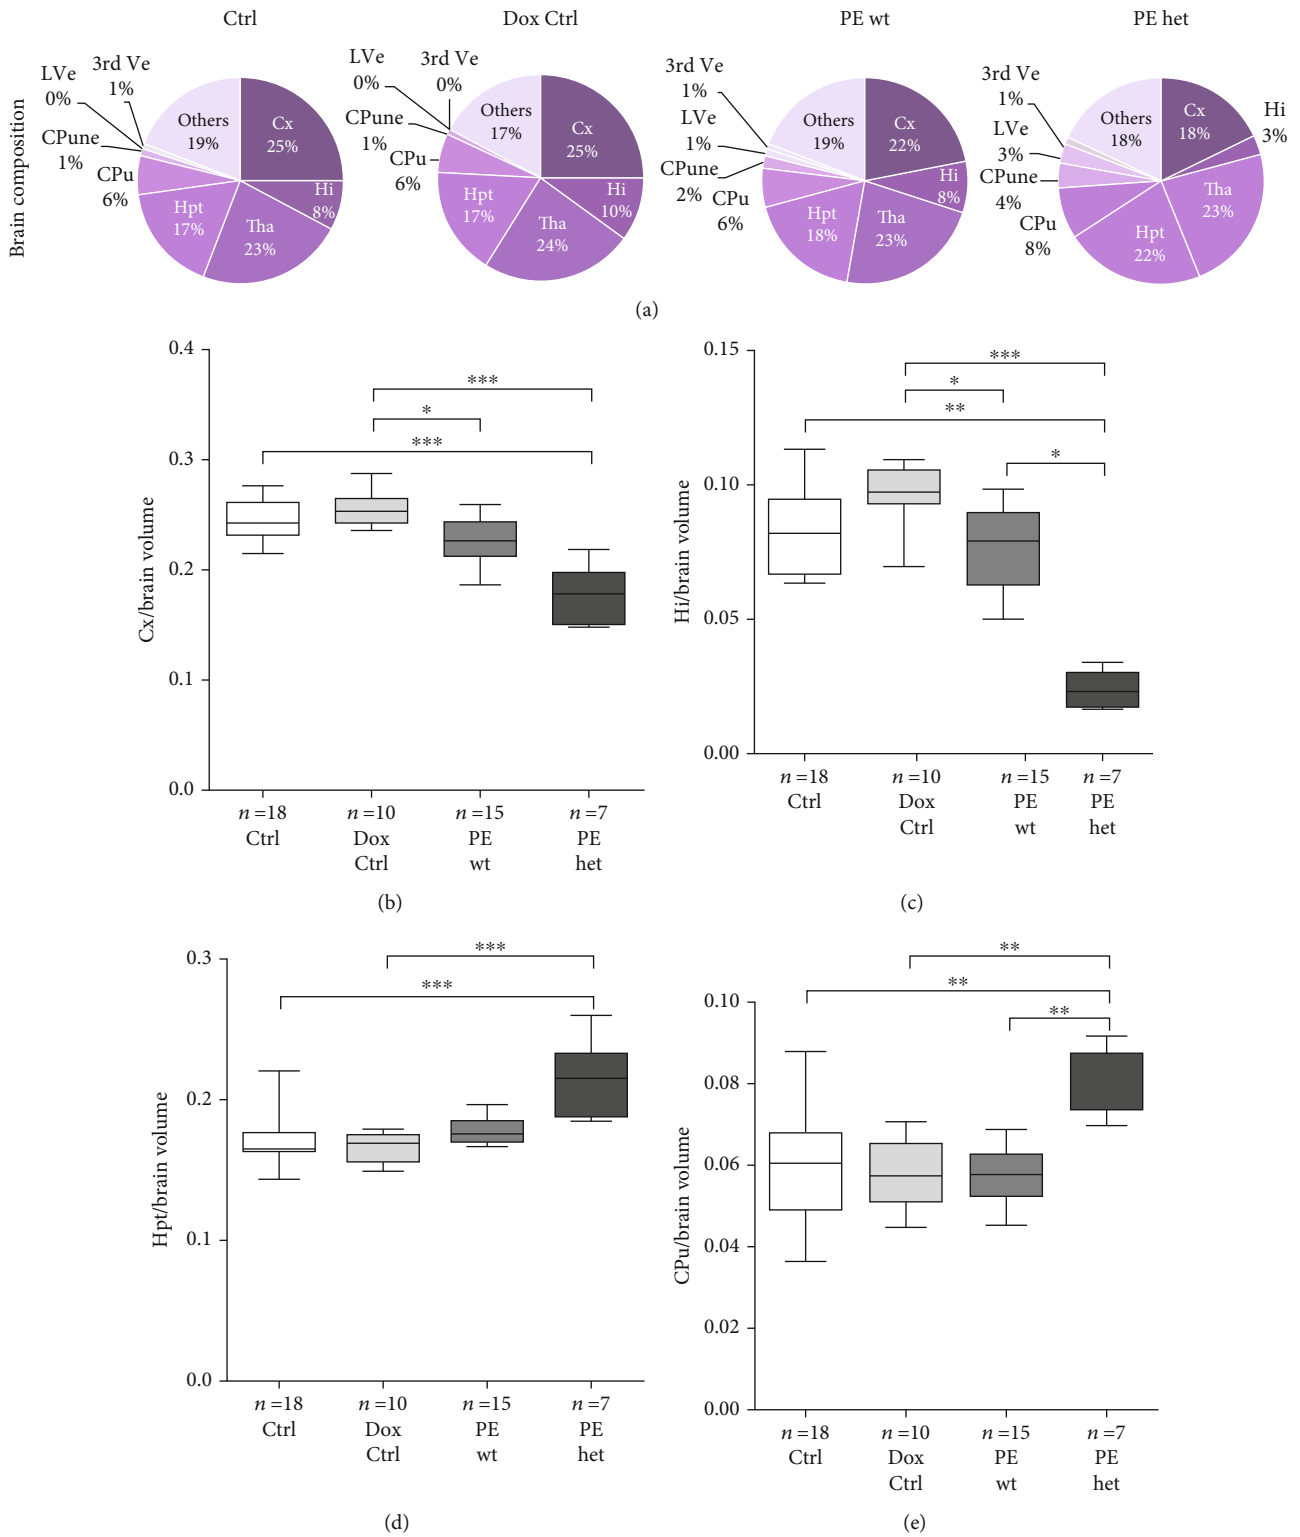 Ctrl
Dox Ctrl
PE wt
PE het
Brain composition
LVe
0%
3rd Ve
1%
CPune
1%
CPu
6%
Others
19%
Cx
25%
Hi
8%
Tha
23%
Hpt
17%
LVe
0%
3rd Ve
0%
CPune
1%
CPu
6%
Others
17%
Cx
25%
Hi
10%
Tha
24%
Hpt
17%
3rd Ve
1%
LVe
1%
CPune
2%
CPu
6%
Others
19%
Cx
22%
Hi
8%
Tha
23%
Hpt
18%
3rd Ve
1%
LVe
3%
CPune
4%
CPu
8%
Others
18%
Cx
18%
Hi
3%
Tha
23%
Hpt
22%
(a)
Cx/brain volume
0.4
0.3
0.2
0.1
0.0
***
*
***
n =18
Ctrl
n =10
Dox
Ctrl
n =15
PE
wt
n =7
PE
het
(b)
Hi/brain volume
0.15
0.10
0.05
0.00
***
*
**
*
n =18
Ctrl
n =10
Dox
Ctrl
n =15
PE
wt
n =7
PE
het
(c)
Hpt/brain volume
0.3
0.2
0.1
0.0
***
***
n =18
Ctrl
n =10
Dox
Ctrl
n =15
PE
wt
n =7
PE
het
(d)
CPu/brain volume
0.10
0.08
0.06
0.04
0.02
0.00
**
**
**
n =18
Ctrl
n =10
Dox
Ctrl
n =15
PE
wt
n =7
PE
het
(e)